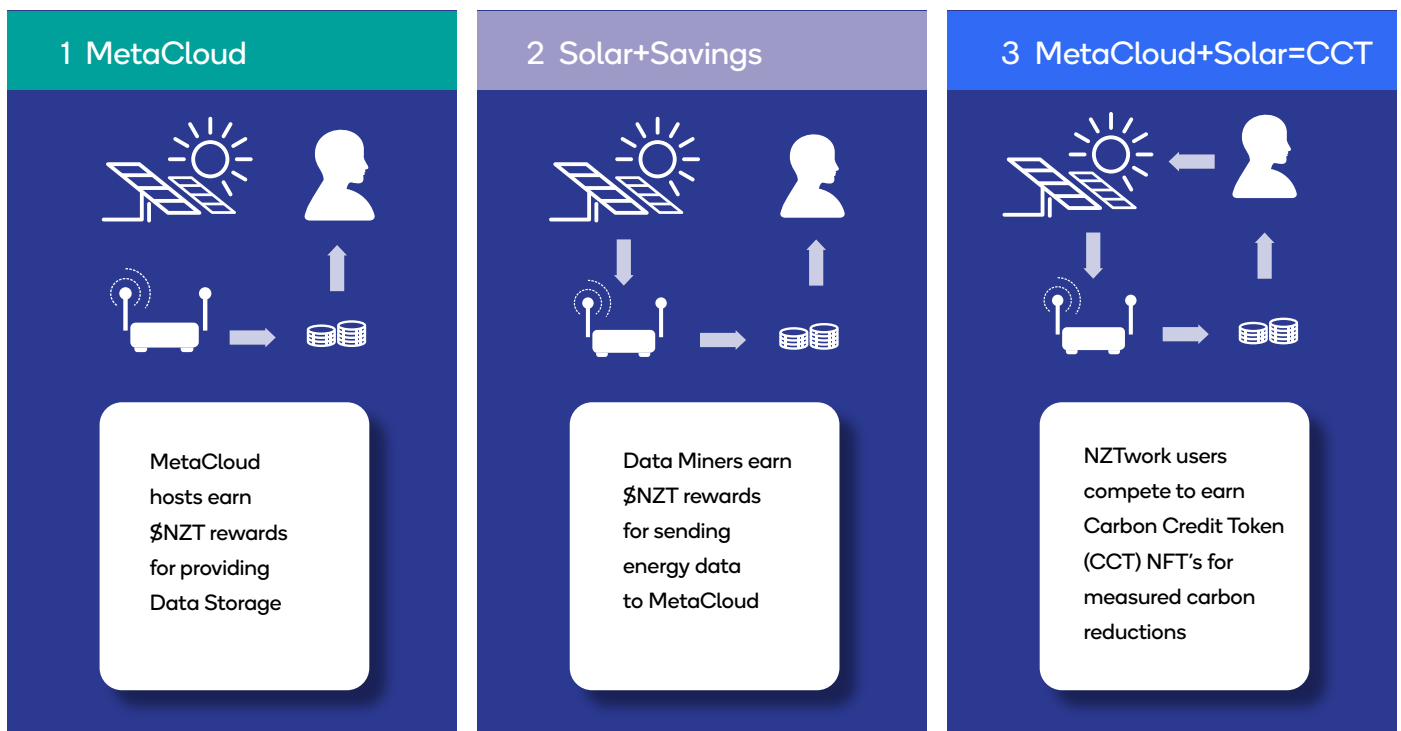 1 MetaCloud
MetaCloud
hosts earn
$NZT rewards
for providing
Data Storage
2 Solar+Savings
Data Miners earn
$NZT rewards
for sending
energy data
to MetaCloud
3 MetaCloud+Solar=CCT
NZTwork users
compete to earn
Carbon Credit Token
(CCT) NFT's for
measured carbon
reductions